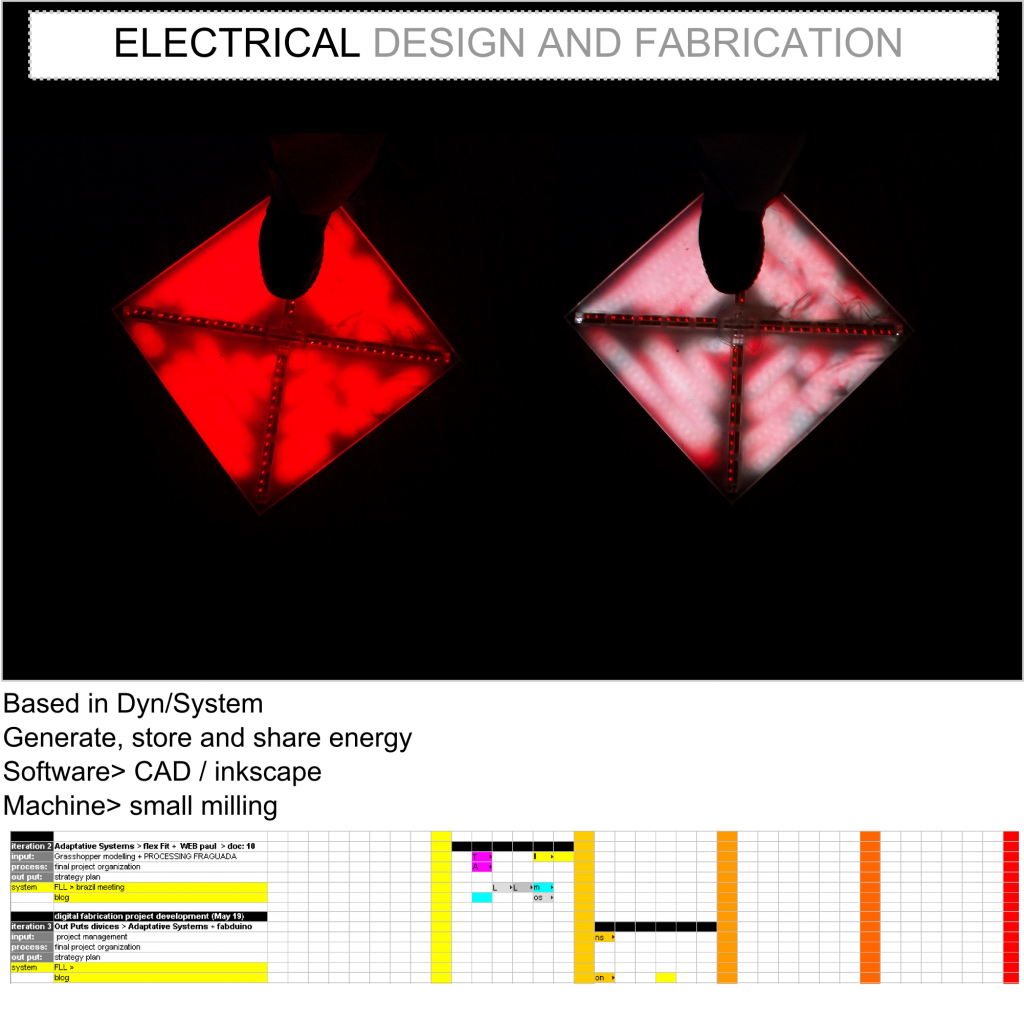 ELECTRICAL DESIGN AND FABRICATION
Based in Dyn/System
Generate, store and share energy
Software> CAD / inkscape
Machine> small milling
iteration 2 Adaptative Systems > flex Fit + WEB paul > doc: 10
input: Grasshopper modelling + PROCESSING FRAGUADA T I
process: final project organization A
out put: strategy plan
system FLL > brazil meeting L L m
blog os
digital fabrication project development (May 19)
iteration 3 Out Puts divices > Adaptative Systems + fabduino
input: project management ns
process: final project organization
out put: strategy plan
system FLL >
blog on